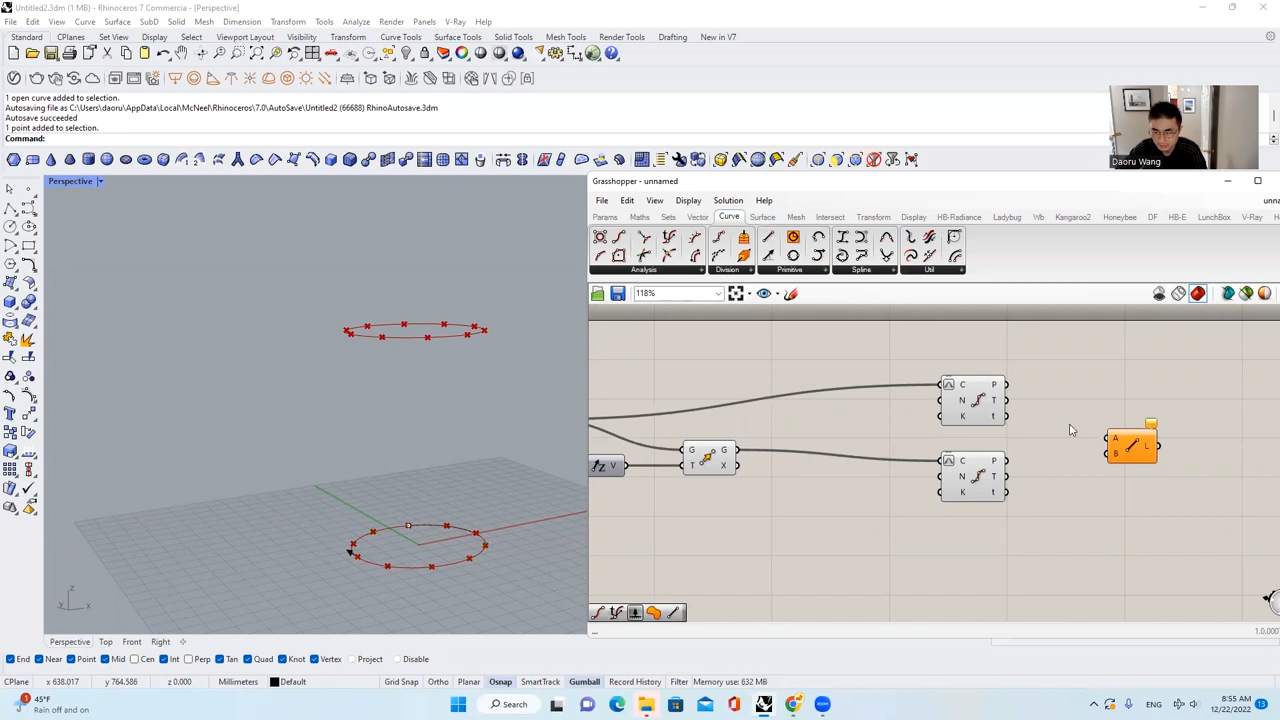 Untitled2.3dm (1 MB) - Rhinoceros 7 Commercia - [Perspective]
File Edit View Curve Surface SubD Solid Mesh Dimension Transform Tools Analyze Render Panels V-Ray Help
Standard CPlanes Set View Display Select Viewport Layout Visibility Transform Curve Tools Surface Tools Solid Tools Mesh Tools Render Tools Drafting New in V7
1 open curve added to selection.
Autosaving file as C:\Users\daoru\AppData\Local\McNeel\Rhinoceros\7.0\AutoSave\Untitled2 (66688) RhinoAutosave.3dm
Autosave succeeded
1 point added to selection.
Command:
Daoru Wang
Perspective
Grasshopper - unnamed
File Edit View Display Solution Help
Params Maths Sets Vector Curve Surface Mesh Intersect Transform Display HB-Radiance Ladybug Wb Kangaroo2 Honeybee DF HB-E LunchBox V-Ray
Analysis Division Primitive Spline Util
118%
C P
N T
K t
G G
T X
V
C P
N T
K t
A
B
L
z
y x
1.0.000
Perspective Top Front Right
End Near Point Mid Cen Int Perp Tan Quad Knot Vertex Project Disable
CPlane x 638.017 y 764.586 z 0.000 Millimeters Default Grid Snap Ortho Planar Osnap SmartTrack Gumball Record History Filter Memory use: 632 MB
1
45°F
Rain off and on
Search
8:55 AM
12/22/2022
13